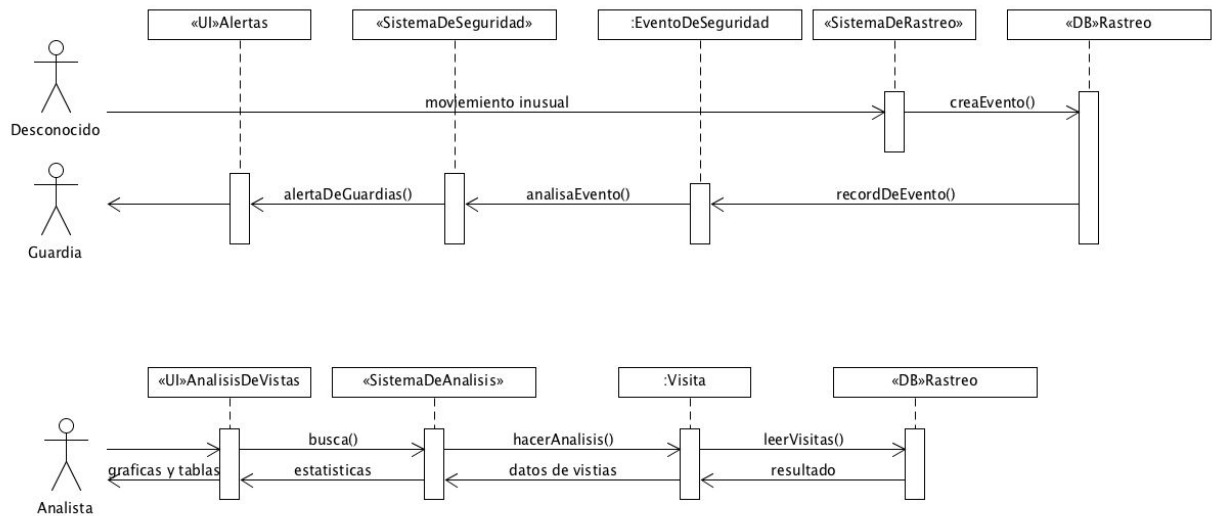 «UI»Alertas
«SistemaDeSeguridad»
:EventoDeSeguridad
«SistemaDeRastreo»
«DB»Rastreo
moviemiento inusual
creaEvento()
Desconocido
alertaDeGuardias()
analisaEvento()
recordDeEvento()
Guardia
«UI»AnalisisDeVistas
«SistemaDeAnalisis»
:Visita
«DB»Rastreo
busca()
hacerAnalisis()
leerVisitas()
graficas y tablas
estatisticas
datos de vistias
resultado
Analista